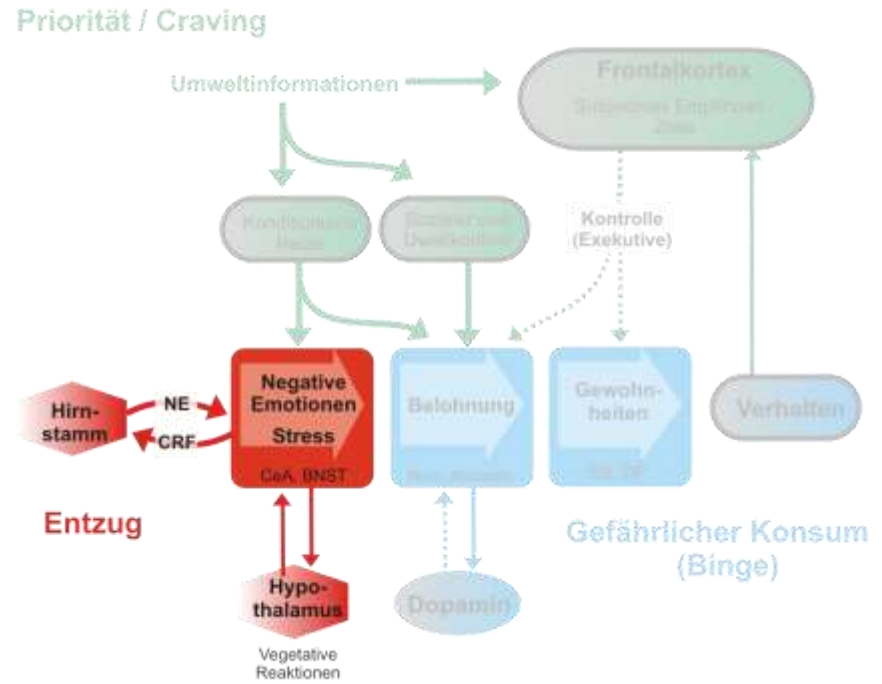 Priorität / Craving
Umweltinformationen
Frontalkortex
Kontrolle
(Exekutive)
Negative
Emotionen
Stress
CeA, BNST
Belohnung
Gewohn-
heiten
Verhalten
Hirn-
stamm
NE
CRF
Entzug
Gefährlicher Konsum
(Binge)
Hypo-
thalamus
Dopamin
Vegetative
Reaktionen